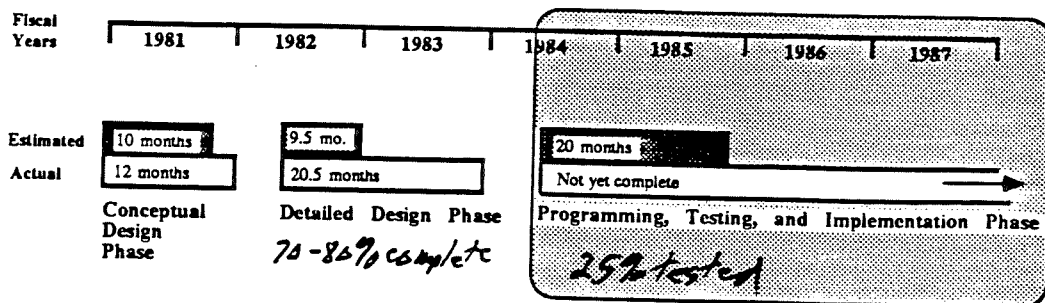 Fiscal
Years 1981 1982 1983 1984 1985 1986 1987
Estimated 10 months 9.5 mo. 20 months
Actual 12 months 20.5 months Not yet complete
Conceptual Detailed Design Phase Programming, Testing, and Implementation Phase
Design
Phase
70-80% complete 25% tested